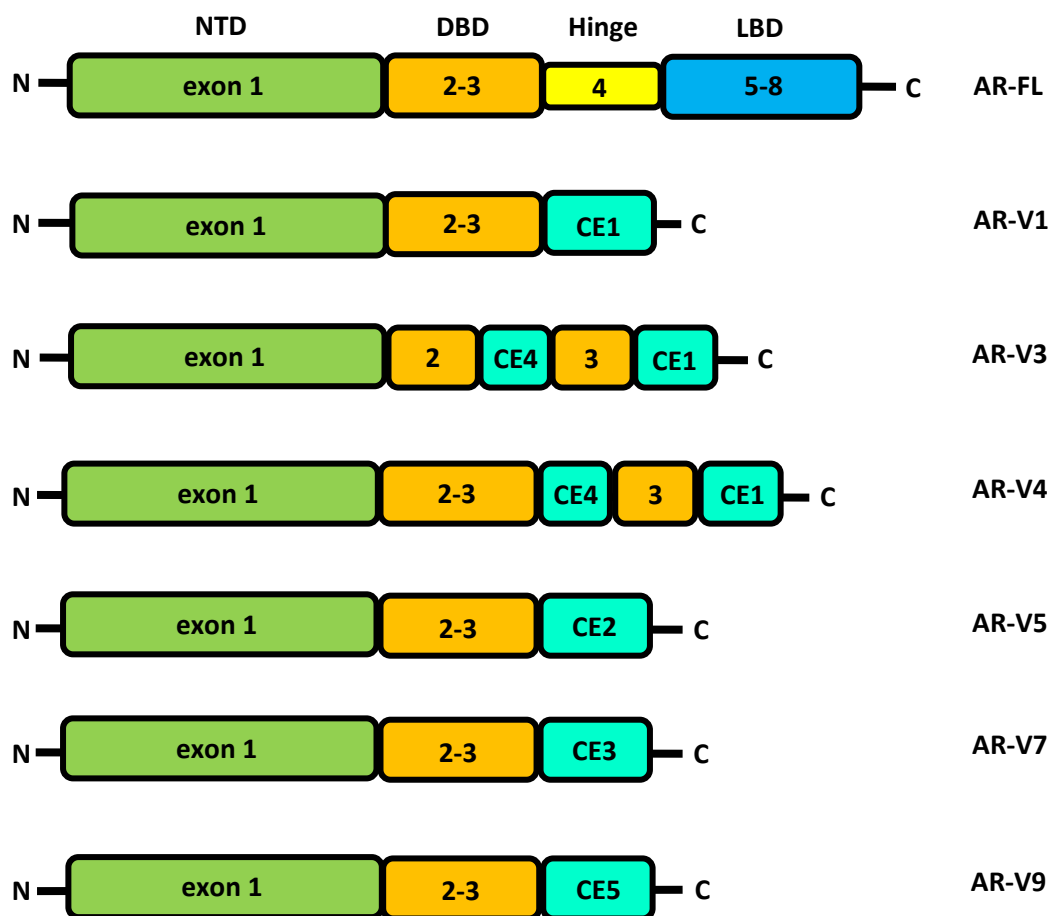 NTD DBD Hinge LBD
N exon 1 2-3 4 5-8 C AR-FL
N exon 1 2-3 CE1 C AR-V1
N exon 1 2 CE4 3 CE1 C AR-V3
N exon 1 2-3 CE4 3 CE1 C AR-V4
N exon 1 2-3 CE2 C AR-V5
N exon 1 2-3 CE3 C AR-V7
N exon 1 2-3 CE5 C AR-V9